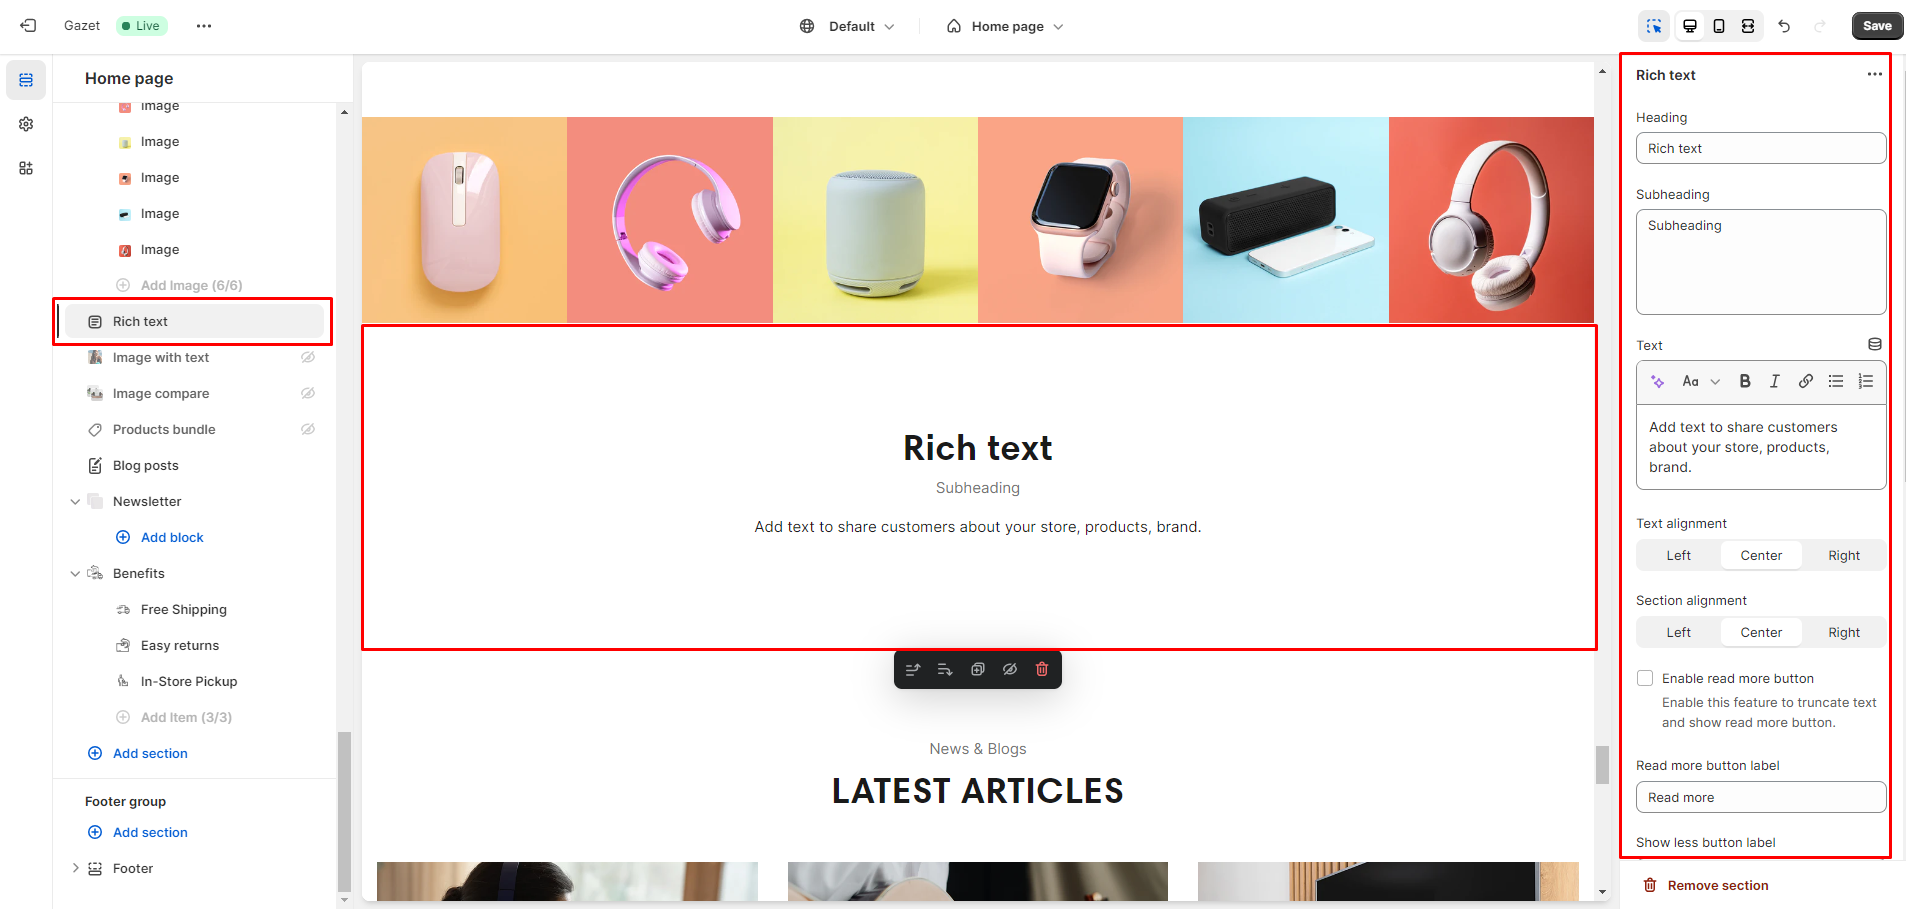 Gazet
Live
Default
Home page
Save
Home page
Image
Image
Image
Image
Image
Add Image (6/6)
Rich text
Image with text
Image compare
Products bundle
Blog posts
Newsletter
Add block
Benefits
Free Shipping
Easy returns
In-Store Pickup
Add Item (3/3)
Add section
Footer group
Add section
Footer
Rich text
Subheading
Add text to share customers about your store, products, brand.
News & Blogs
LATEST ARTICLES
Rich text
Heading
Rich text
Subheading
Subheading
Text
Aa
B
I
Add text to share customers
about your store, products,
brand.
Text alignment
Left
Center
Right
Section alignment
Left
Center
Right
Enable read more button
Enable this feature to truncate text
and show read more button.
Read more button label
Read more
Show less button label
Remove section